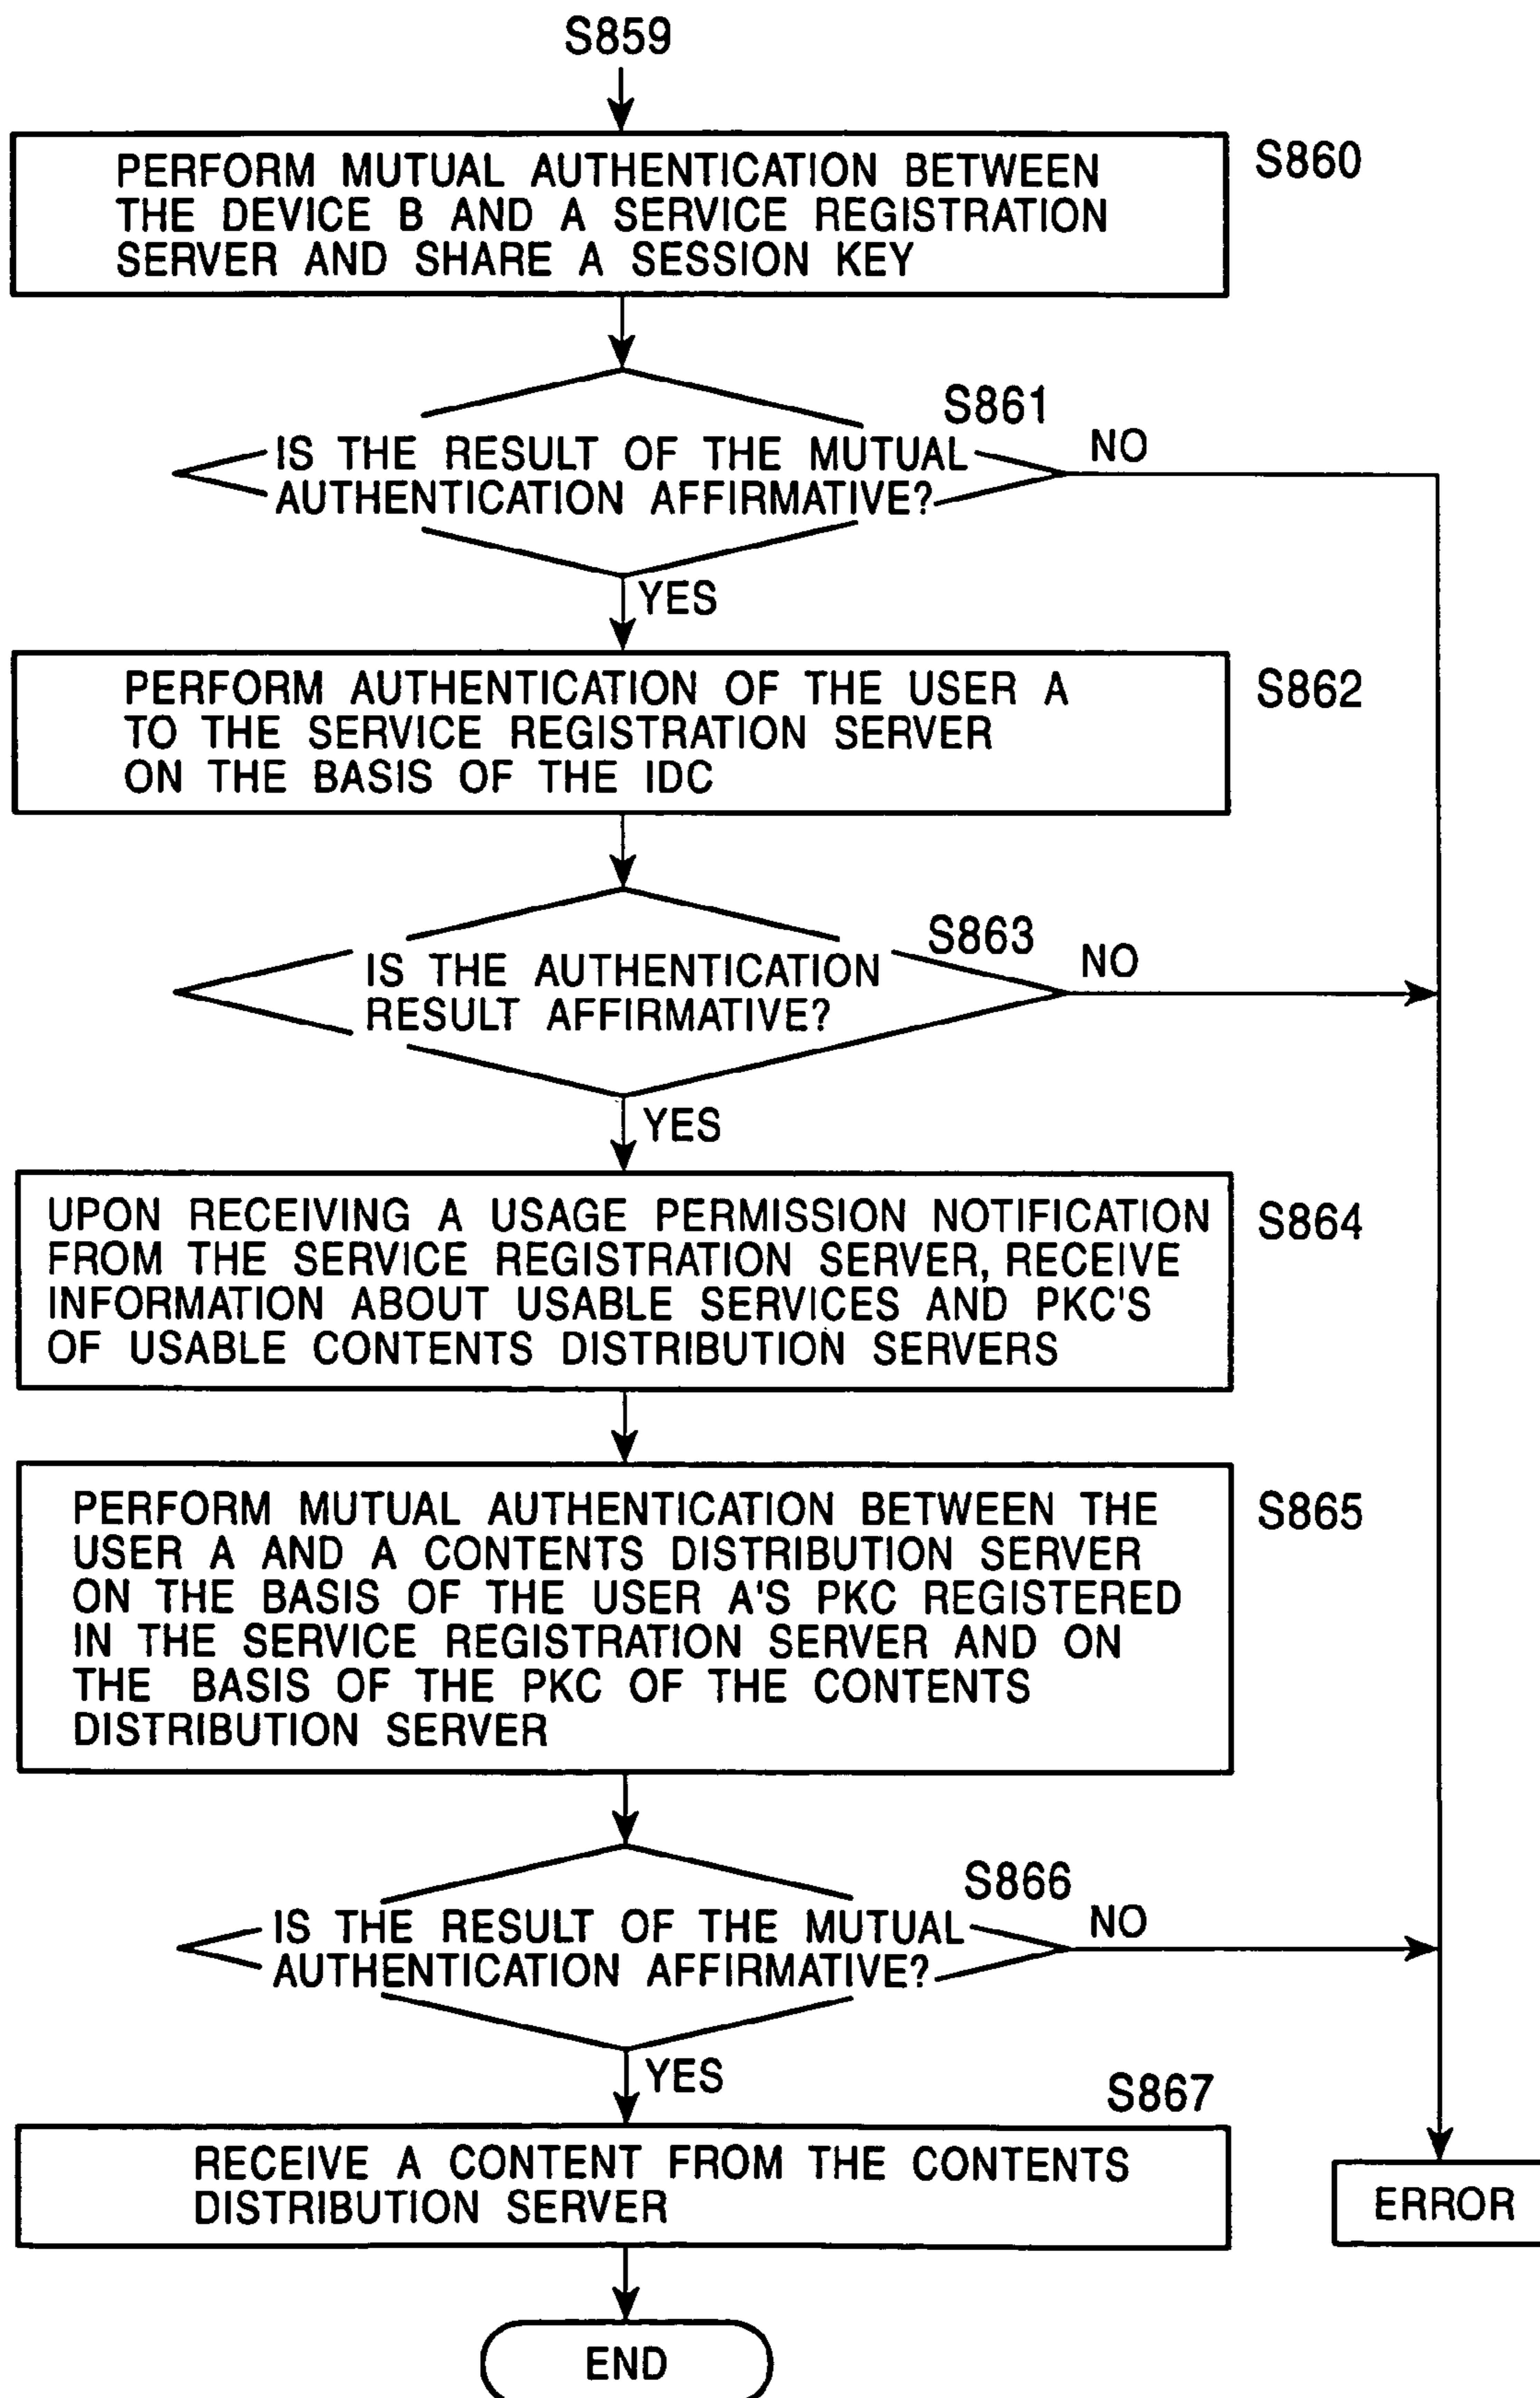 S859
PERFORM MUTUAL AUTHENTICATION BETWEEN
THE DEVICE B AND A SERVICE REGISTRATION
SERVER AND SHARE A SESSION KEY
S860
S861
IS THE RESULT OF THE MUTUAL
AUTHENTICATION AFFIRMATIVE?
NO
YES
PERFORM AUTHENTICATION OF THE USER A
TO THE SERVICE REGISTRATION SERVER
ON THE BASIS OF THE IDC
S862
S863
IS THE AUTHENTICATION
RESULT AFFIRMATIVE?
NO
YES
UPON RECEIVING A USAGE PERMISSION NOTIFICATION
FROM THE SERVICE REGISTRATION SERVER, RECEIVE
INFORMATION ABOUT USABLE SERVICES AND PKC'S
OF USABLE CONTENTS DISTRIBUTION SERVERS
S864
PERFORM MUTUAL AUTHENTICATION BETWEEN THE
USER A AND A CONTENTS DISTRIBUTION SERVER
ON THE BASIS OF THE USER A'S PKC REGISTERED
IN THE SERVICE REGISTRATION SERVER AND ON
THE BASIS OF THE PKC OF THE CONTENTS
DISTRIBUTION SERVER
S865
S866
IS THE RESULT OF THE MUTUAL
AUTHENTICATION AFFIRMATIVE?
NO
YES
S867
RECEIVE A CONTENT FROM THE CONTENTS
DISTRIBUTION SERVER
ERROR
END